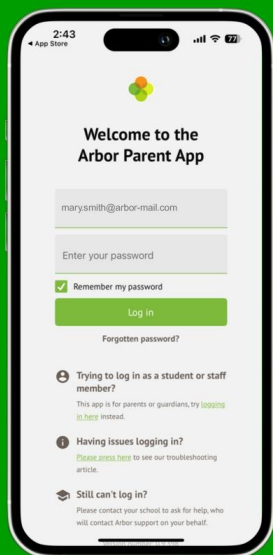 2:43
77
◀ App Store
Welcome to the
Arbor Parent App
mary.smith@arbor-mail.com
Enter your password
Remember my password
Log in
Forgotten password?
Trying to log in as a student or staff
member?
This app is for parents or guardians, try logging
in here instead.
Having issues logging in?
Please press here to see our troubleshooting
article.
Still can't log in?
Please contact your school to ask for help, who
will contact Arbor support on your behalf.